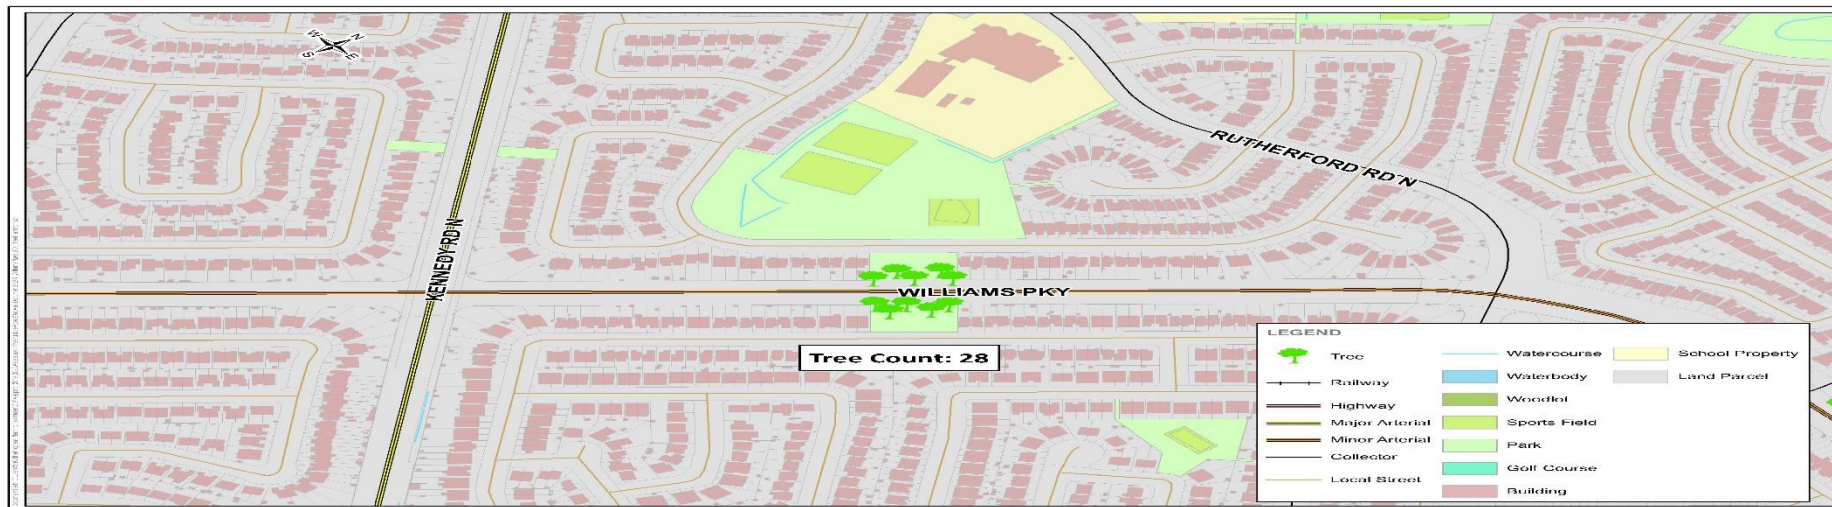 W N
S E
KENNEDY RD N
RUTHERFORD RD N
WILLIAMS PKY
Tree Count: 28
LEGEND
Tree
Railway
Highway
Major Arterial
Minor Arterial
Collector
Local Street
Watercourse
Waterbody
Woodlot
Sports Field
Park
Golf Course
Building
School Property
Land Parcel